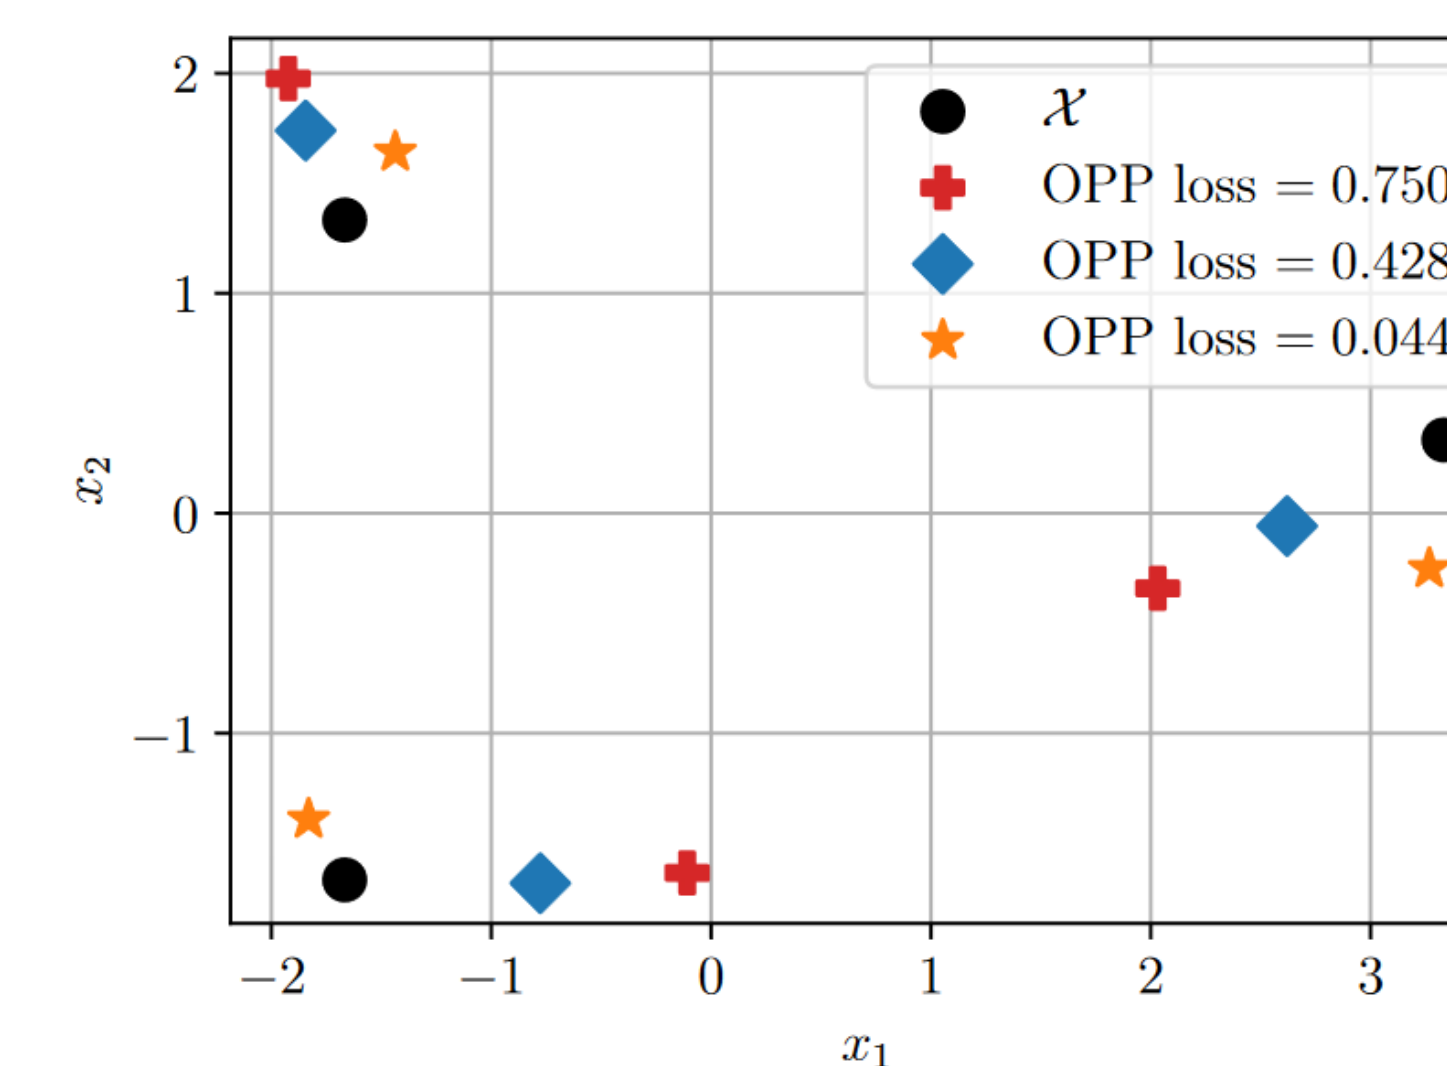 2
1
0
−1
x₂
𝒳
OPP loss = 0.750
OPP loss = 0.428
OPP loss = 0.044
−2 −1 0 1 2 3
x₁